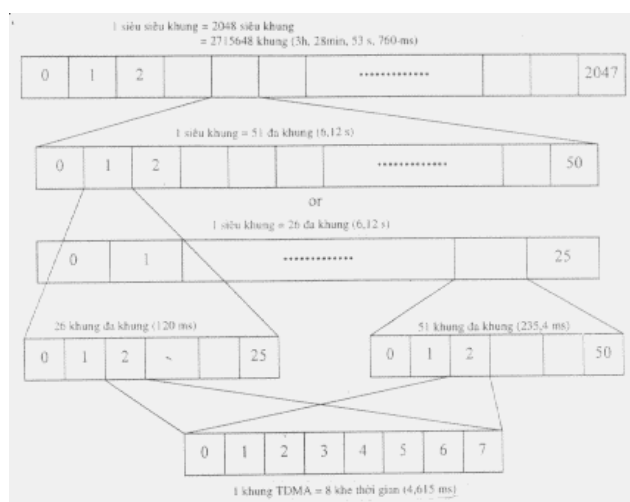 1 siêu siêu khung = 2048 siêu khung
= 2715648 khung (3h, 28min, 53 s, 760 ms)
0 1 2 ............. 2047
1 siêu khung = 51 đa khung (6,12 s)
0 1 2 ............. 50
or
1 siêu khung = 26 đa khung (6,12 s)
0 1 ............. 25
26 khung đa khung (120 ms)
51 khung đa khung (235,4 ms)
0 1 2 25
0 1 2 50
0 1 2 3 4 5 6 7
1 khung TDMA = 8 khe thời gian (4,615 ms)